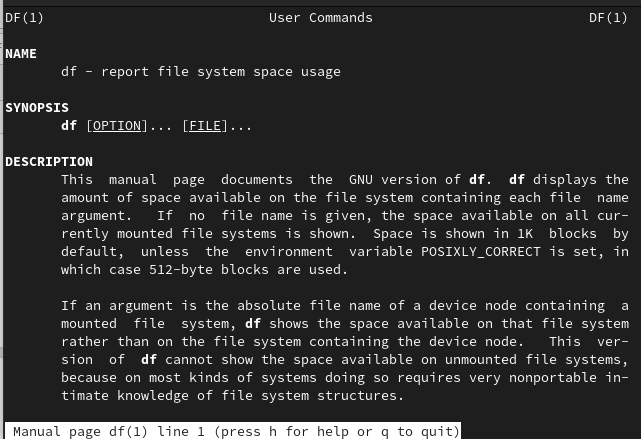 DF(1) User Commands DF(1)
NAME
df - report file system space usage
SYNOPSIS
df [OPTION]... [FILE]...
DESCRIPTION
This manual page documents the GNU version of df. df displays the
amount of space available on the file system containing each file name
argument. If no file name is given, the space available on all cur-
rently mounted file systems is shown. Space is shown in 1K blocks by
default, unless the environment variable POSIXLY_CORRECT is set, in
which case 512-byte blocks are used.
If an argument is the absolute file name of a device node containing a
mounted file system, df shows the space available on that file system
rather than on the file system containing the device node. This ver-
sion of df cannot show the space available on unmounted file systems,
because on most kinds of systems doing so requires very nonportable in-
timate knowledge of file system structures.
Manual page df(1) line 1 (press h for help or q to quit)